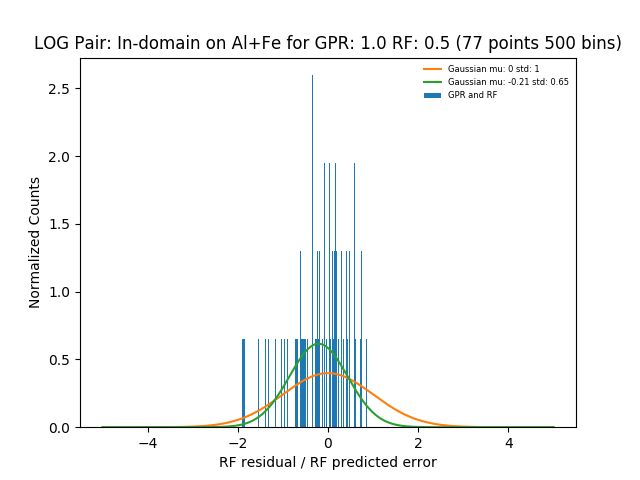 LOG Pair: In-domain on Al+Fe for GPR: 1.0 RF: 0.5 (77 points 500 bins)
Gaussian mu: 0 std: 1
Gaussian mu: -0.21 std: 0.65
GPR and RF
2.5
2.0
1.5
1.0
0.5
0.0
Normalized Counts
−4
−2
0
2
4
RF residual / RF predicted error